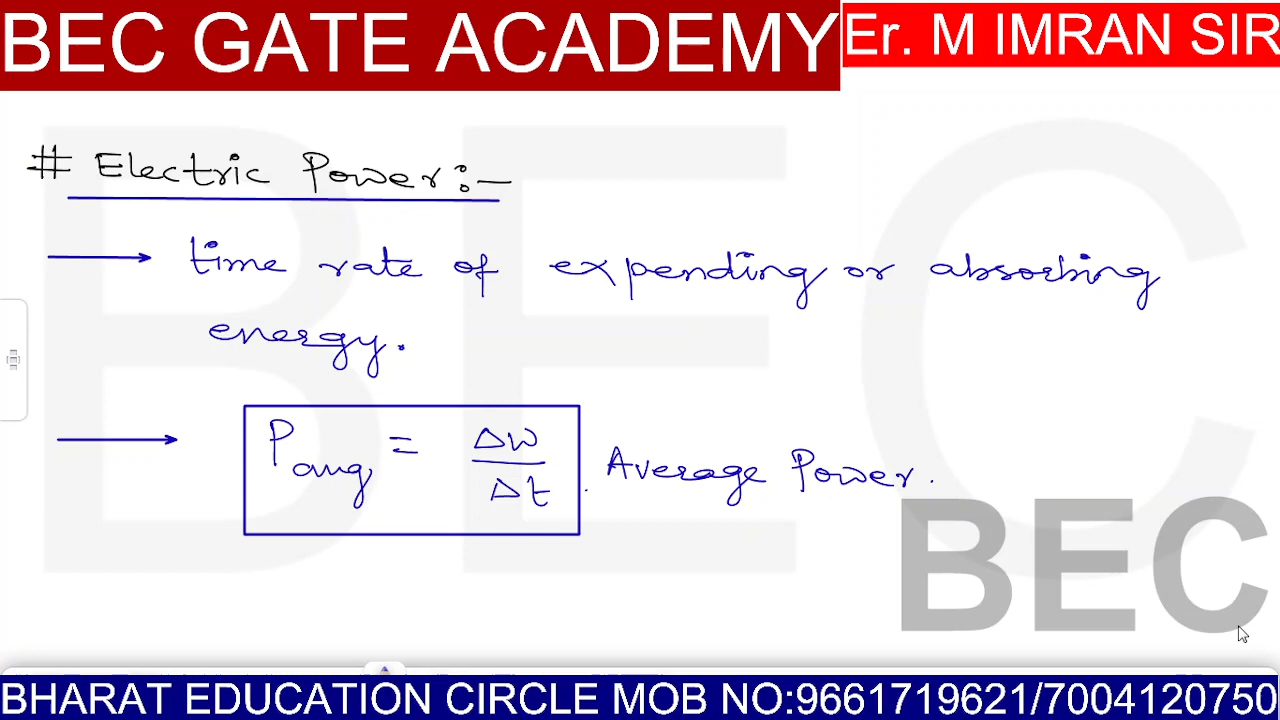 BEC GATE ACADEMY
Er. M IMRAN SIR
# Electric Power:-
→ time rate of expending or absorbing
energy.
→ Pavg = Δw/Δt . Average Power.
BEC
BEC
BHARAT EDUCATION CIRCLE MOB NO:9661719621/7004120750